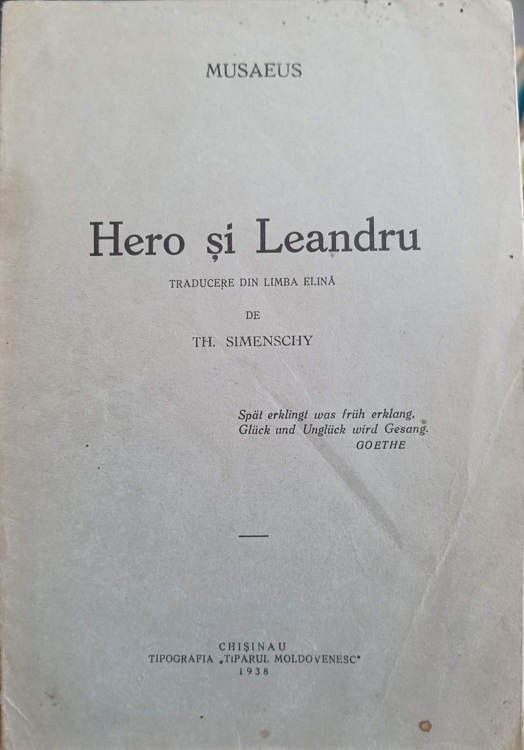 MUSAEUS
Hero și Leandru
TRADUCERE DIN LIMBA ELINĂ
DE
TH. SIMENSCHY
Spät erklingt was früh erklang,
Glück und Unglück wird Gesang.
GOETHE
CHIȘINAU
TIPOGRAFIA „TIPARUL MOLDOVENESC"
1938